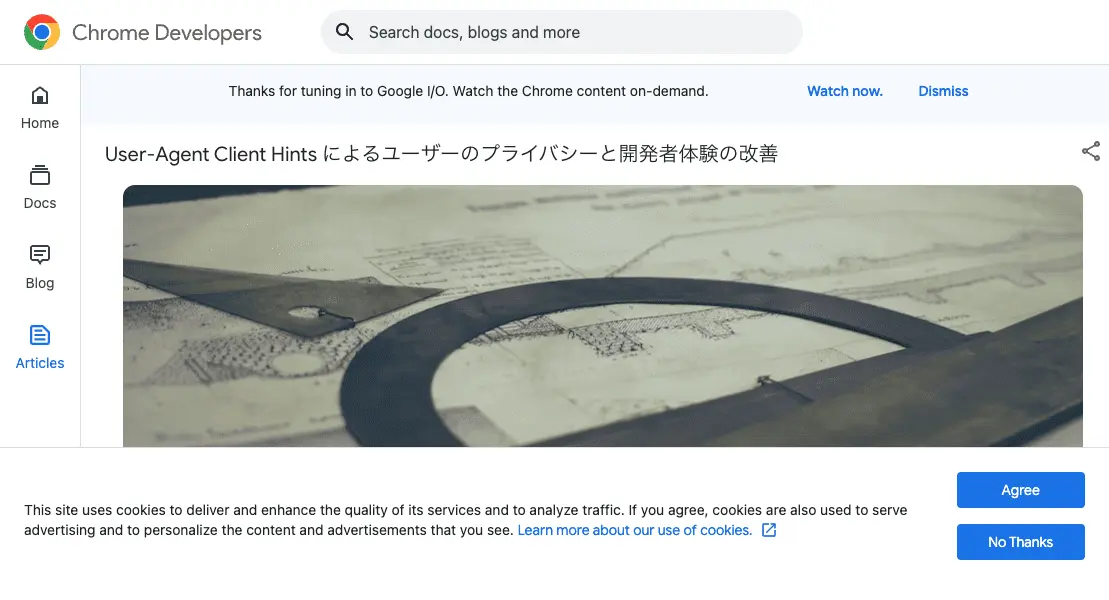 Chrome Developers
Search docs, blogs and more
Thanks for tuning in to Google I/O. Watch the Chrome content on-demand.
Watch now.
Dismiss
Home
Docs
Blog
Articles
User-Agent Client Hints によるユーザーのプライバシーと開発者体験の改善
This site uses cookies to deliver and enhance the quality of its services and to analyze traffic. If you agree, cookies are also used to serve
advertising and to personalize the content and advertisements that you see. Learn more about our use of cookies.
Agree
No Thanks